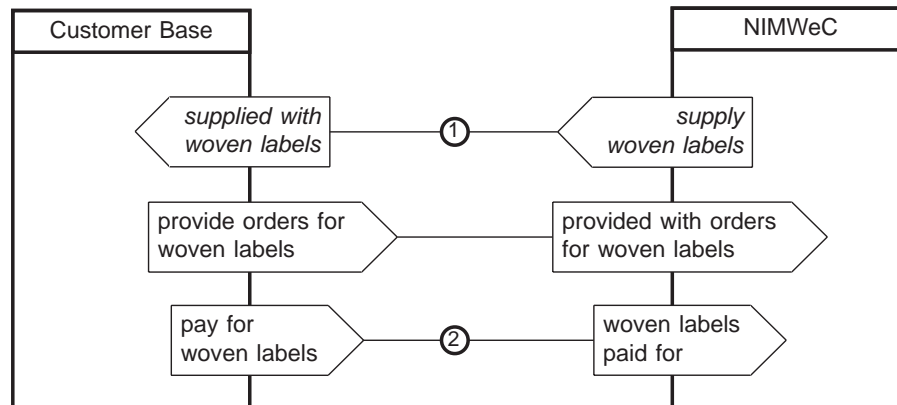 Customer Base
NIMWeC
supplied with
woven labels
1
supply
woven labels
provide orders for
woven labels
provided with orders
for woven labels
pay for
woven labels
2
woven labels
paid for